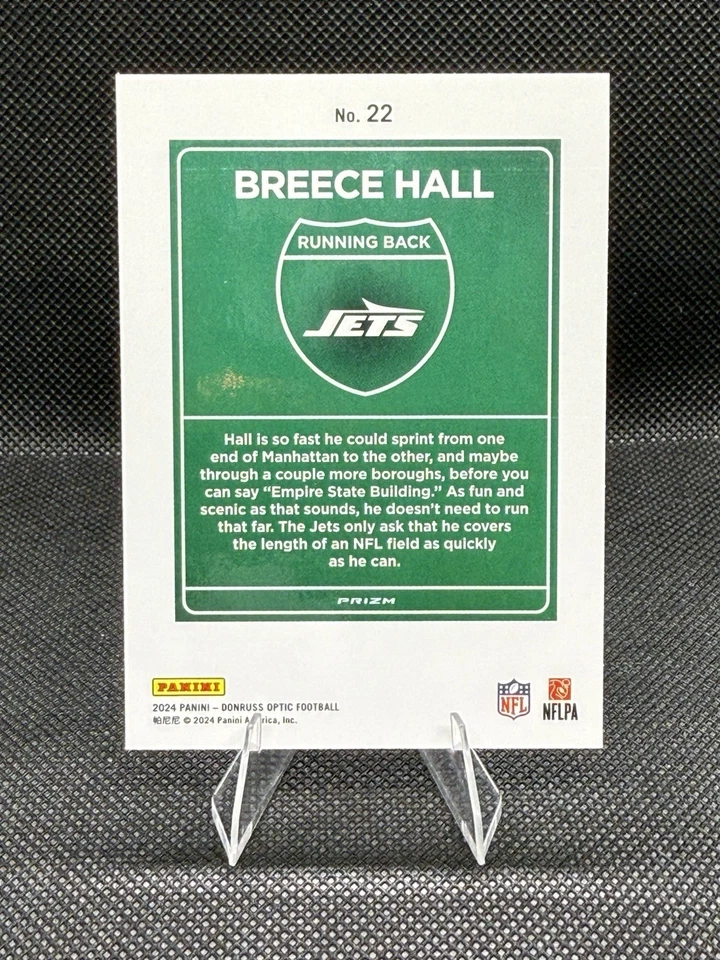 No. 22
BREECE HALL
RUNNING BACK
JETS
Hall is so fast he could sprint from one
end of Manhattan to the other, and maybe
through a couple more boroughs, before you
can say “Empire State Building.” As fun and
scenic as that sounds, he doesn’t need to run
that far. The Jets only ask that he covers
the length of an NFL field as quickly
as he can.
PRIZM
PANINI
2024 PANINI – DONRUSS OPTIC FOOTBALL
帕尼尼 © 2024 Panini America, Inc.
NFL
NFLPA